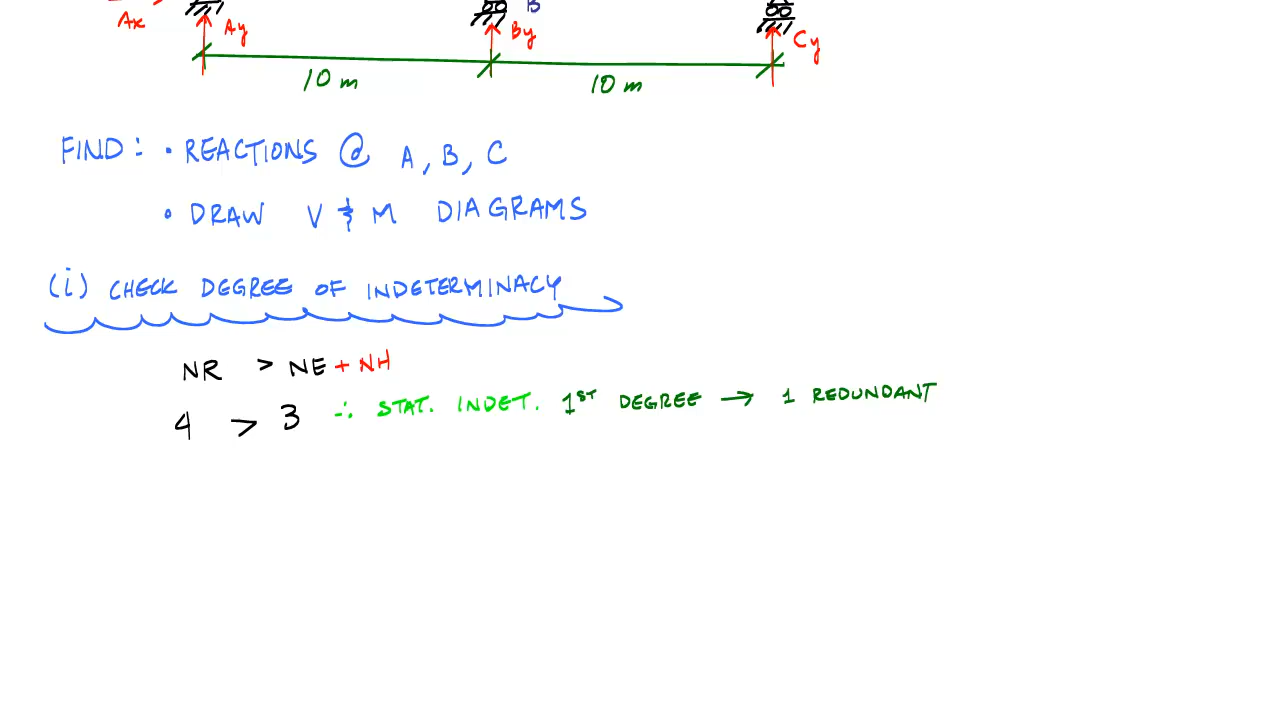 Ax Ay B By Cy
10 m 10 m
FIND: • REACTIONS @ A, B, C
• DRAW V & M DIAGRAMS
(i) CHECK DEGREE OF INDETERMINACY
NR > NE + NH
4 > 3 ∴ STAT. INDET. 1ST DEGREE → 1 REDUNDANT